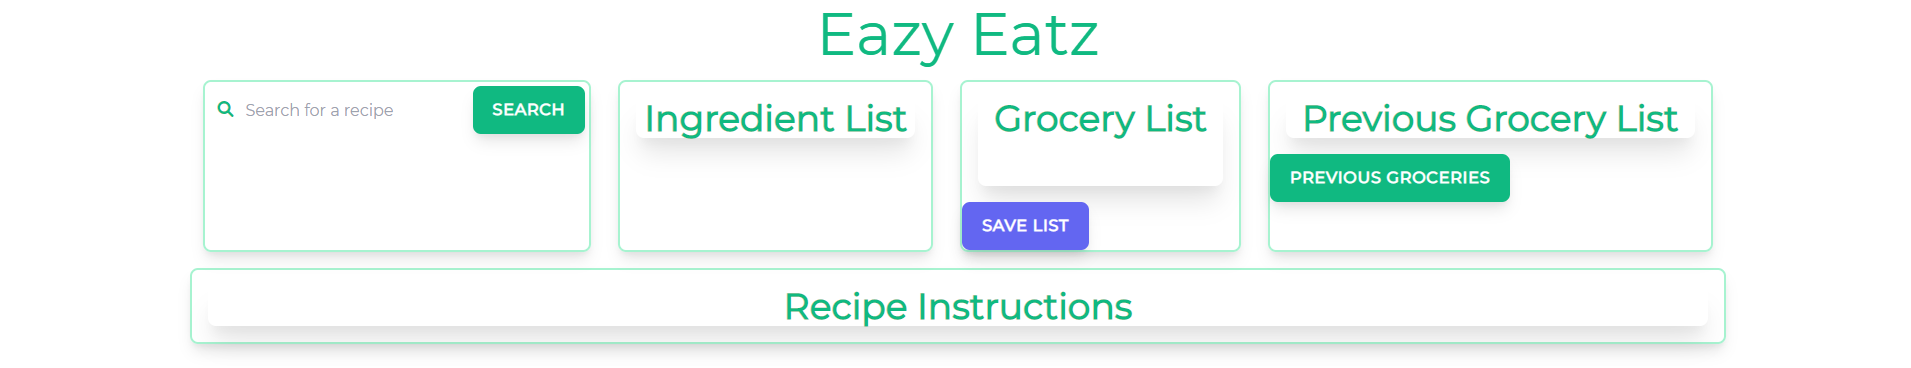 Eazy Eatz
Search for a recipe
SEARCH
Ingredient List
Grocery List
SAVE LIST
Previous Grocery List
PREVIOUS GROCERIES
Recipe Instructions